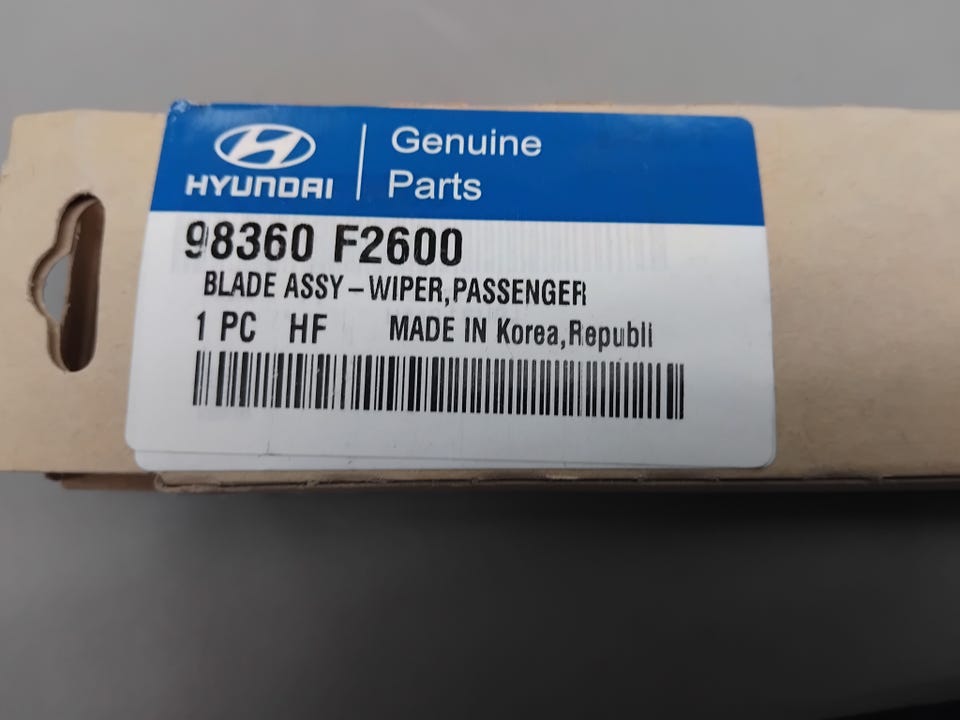 HYUNDAI
Genuine
Parts
98360 F2600
BLADE ASSY-WIPER,PASSENGER
1 PC HF MADE IN Korea,Republi